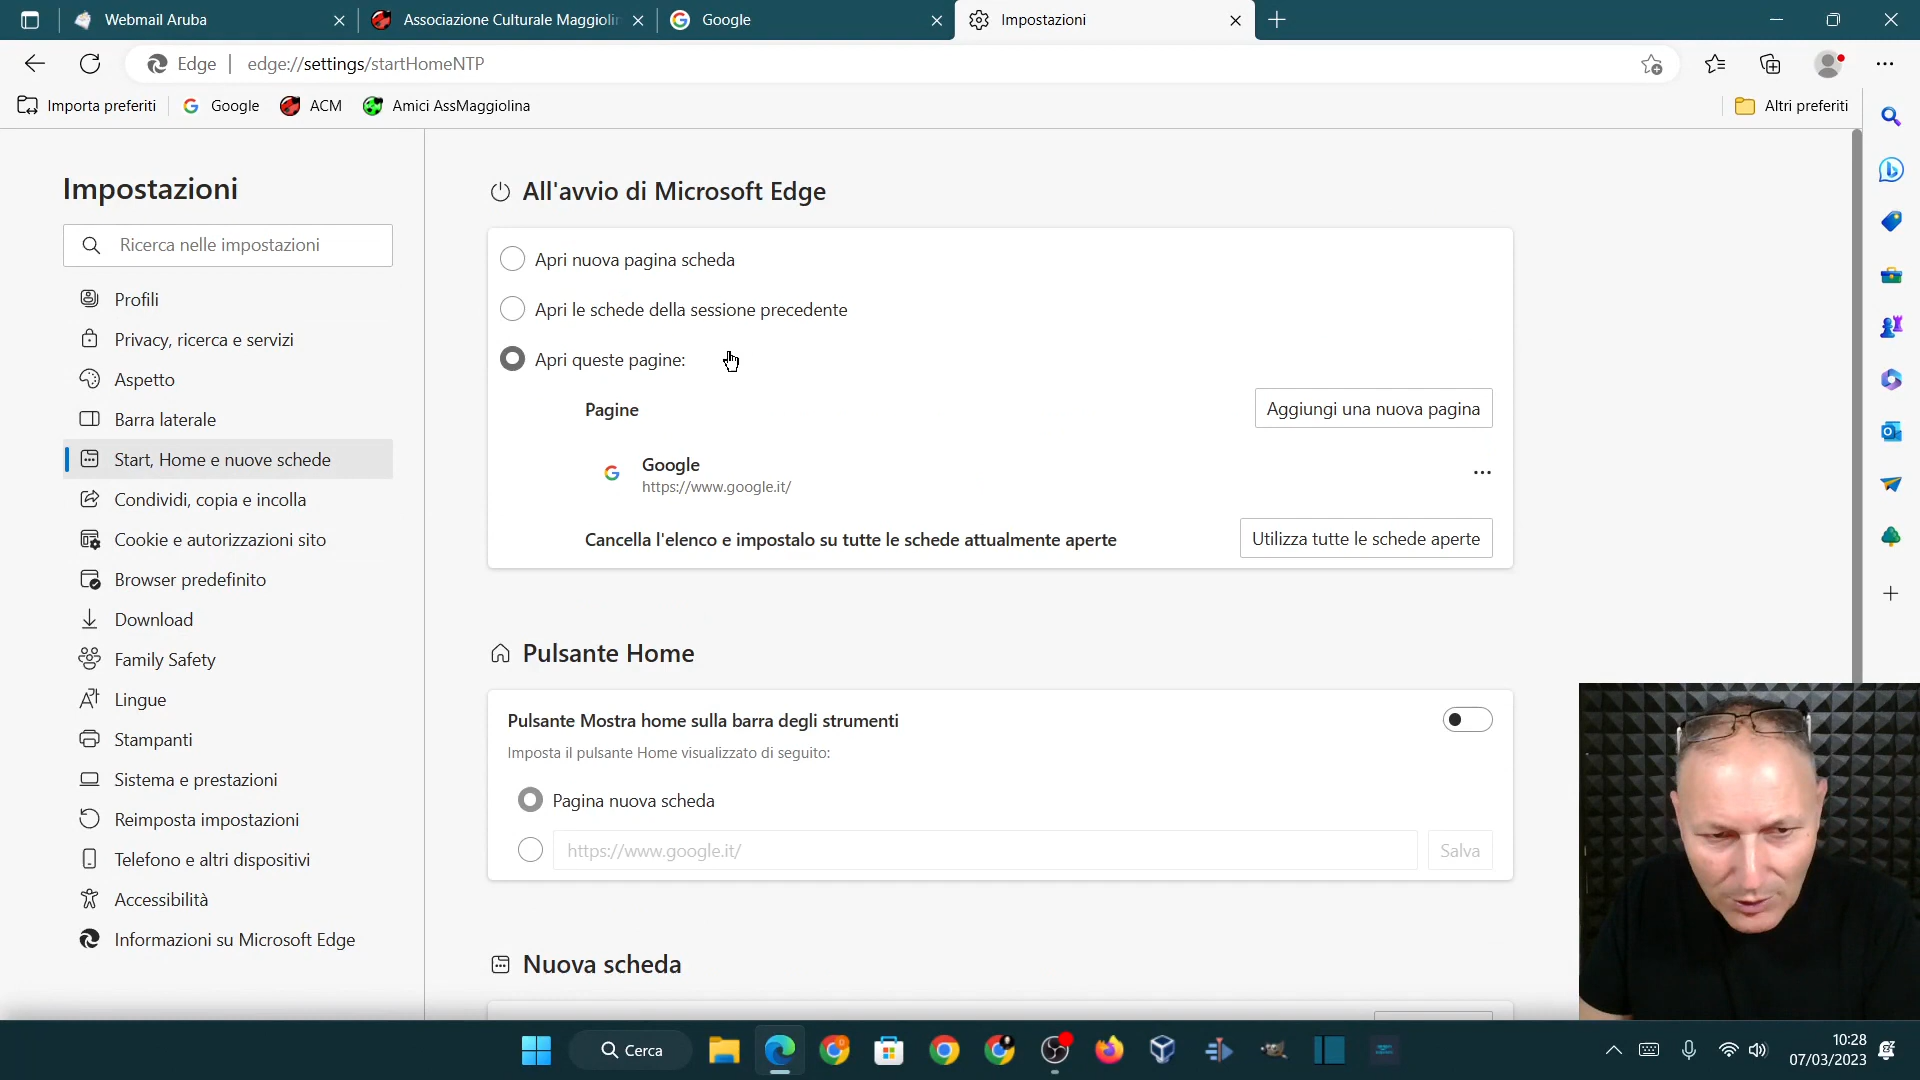 Webmail Aruba
Associazione Culturale Maggiolin
Google
Impostazioni
Edge
edge://settings/startHomeNTP
Importa preferiti
Google
ACM
Amici AssMaggiolina
Altri preferiti
Impostazioni
Ricerca nelle impostazioni
Profili
Privacy, ricerca e servizi
Aspetto
Barra laterale
Start, Home e nuove schede
Condividi, copia e incolla
Cookie e autorizzazioni sito
Browser predefinito
Download
Family Safety
Lingue
Stampanti
Sistema e prestazioni
Reimposta impostazioni
Telefono e altri dispositivi
Accessibilità
Informazioni su Microsoft Edge
All'avvio di Microsoft Edge
Apri nuova pagina scheda
Apri le schede della sessione precedente
Apri queste pagine:
Pagine
Aggiungi una nuova pagina
Google
https://www.google.it/
Cancella l'elenco e impostalo su tutte le schede attualmente aperte
Utilizza tutte le schede aperte
Pulsante Home
Pulsante Mostra home sulla barra degli strumenti
Imposta il pulsante Home visualizzato di seguito:
Pagina nuova scheda
https://www.google.it/
Salva
Nuova scheda
Cerca
10:28
07/03/2023